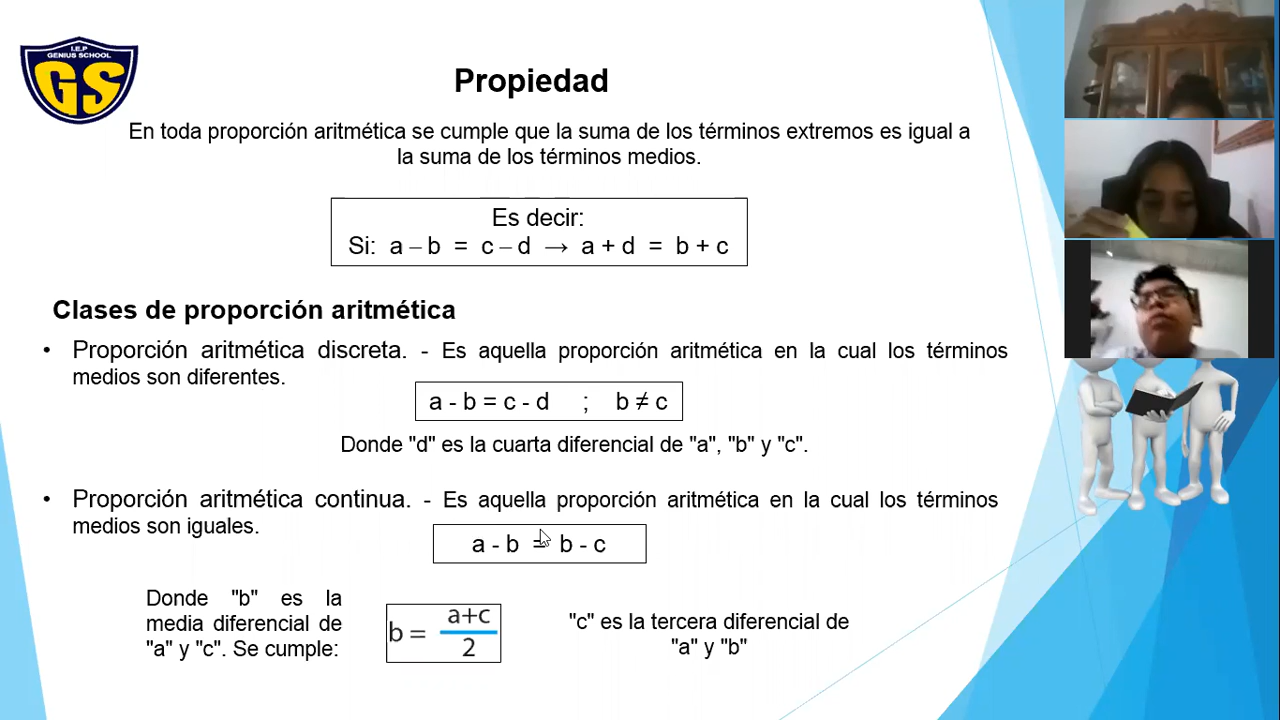 I.E.P
GENIUS SCHOOL
GS
Propiedad
En toda proporción aritmética se cumple que la suma de los términos extremos es igual a
la suma de los términos medios.
Es decir:
Si: a – b = c – d → a + d = b + c
Clases de proporción aritmética
• Proporción aritmética discreta. - Es aquella proporción aritmética en la cual los términos
medios son diferentes.
a - b = c - d ; b ≠ c
Donde "d" es la cuarta diferencial de "a", "b" y "c".
• Proporción aritmética continua. - Es aquella proporción aritmética en la cual los términos
medios son iguales.
a - b = b - c
Donde "b" es la
media diferencial de
"a" y "c". Se cumple:
b = a+c
2
"c" es la tercera diferencial de
"a" y "b"